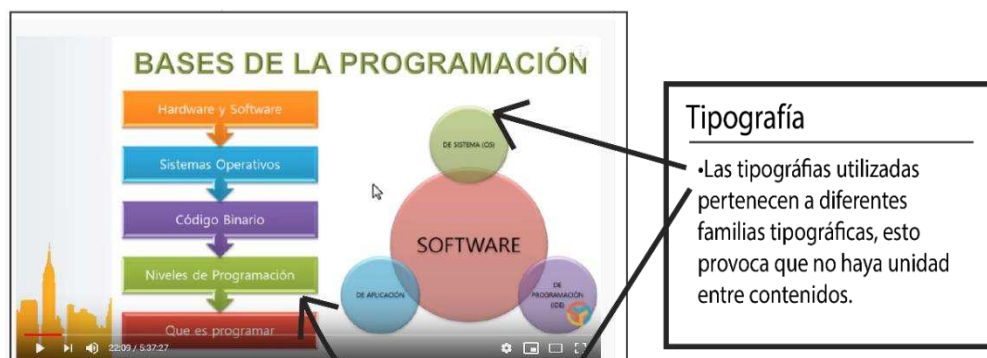 BASES DE LA PROGRAMACIÓN
Hardware y Software
Sistemas Operativos
Código Binario
Niveles de Programación
Que es programar
DE SISTEMA (OS)
SOFTWARE
DE APLICACIÓN
DE
PROGRAMACIÓN
(IDE)
22:09 / 5:37:27
Tipografía
•Las tipográfias utilizadas
pertenecen a diferentes
familias tipográficas, esto
provoca que no haya unidad
entre contenidos.